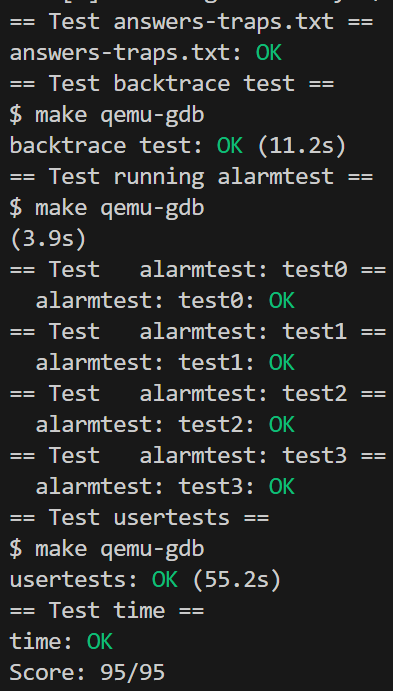 == Test answers-traps.txt ==
answers-traps.txt: OK
== Test backtrace test ==
$ make qemu-gdb
backtrace test: OK (11.2s)
== Test running alarmtest ==
$ make qemu-gdb
(3.9s)
== Test   alarmtest: test0 ==
  alarmtest: test0: OK
== Test   alarmtest: test1 ==
  alarmtest: test1: OK
== Test   alarmtest: test2 ==
  alarmtest: test2: OK
== Test   alarmtest: test3 ==
  alarmtest: test3: OK
== Test usertests ==
$ make qemu-gdb
usertests: OK (55.2s)
== Test time ==
time: OK
Score: 95/95